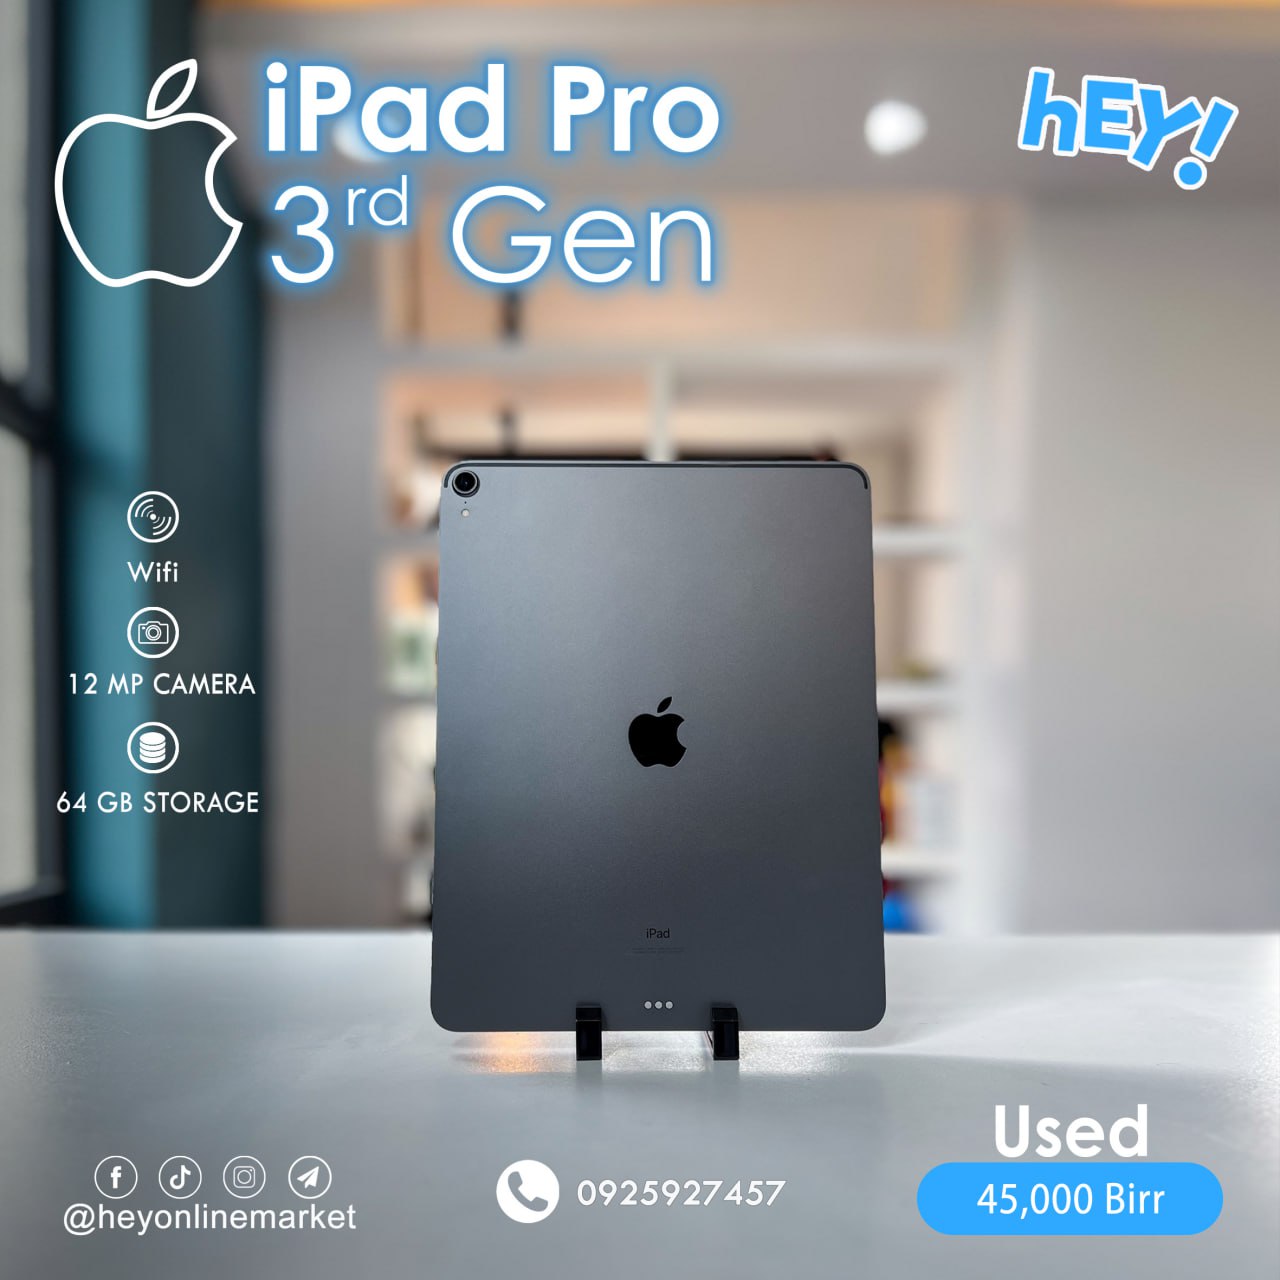 iPad Pro
3rd Gen
hEY!
Wifi
12 MP CAMERA
64 GB STORAGE
iPad
Used
45,000 Birr
@heyonlinemarket
0925927457